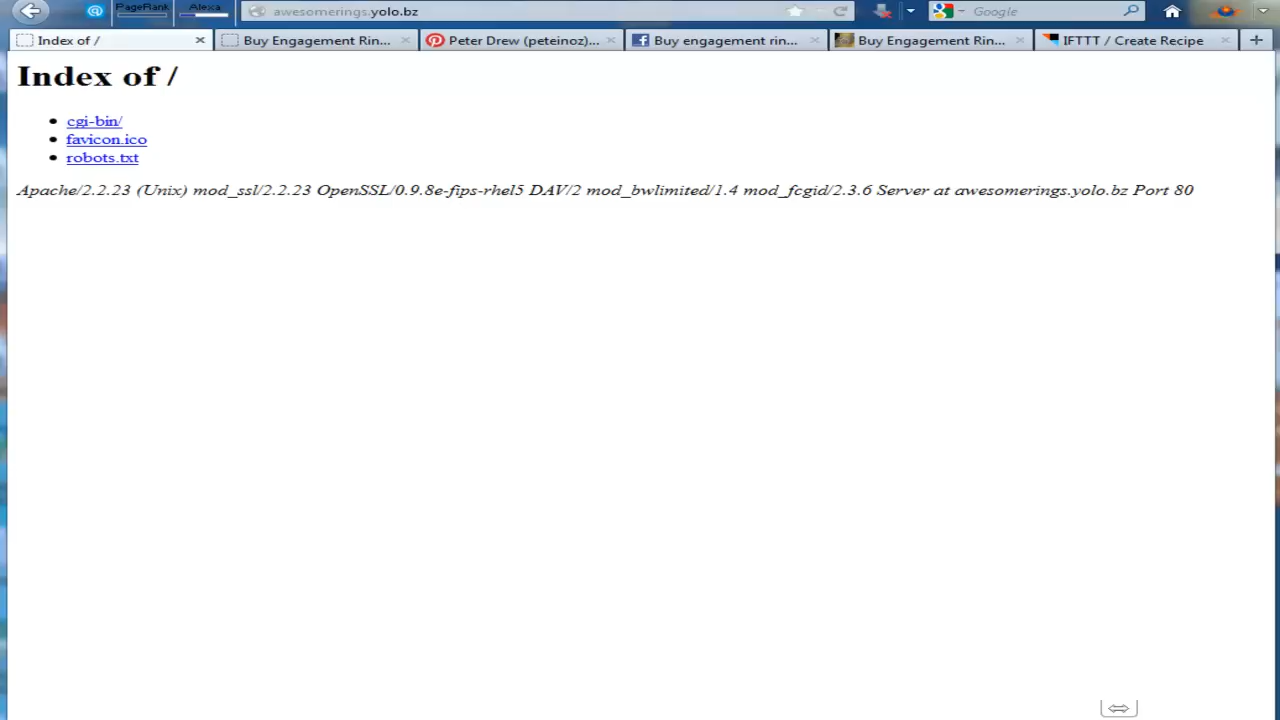 PageRank Alexa awesomerings.yolo.bz Google
Index of / Buy Engagement Rin... Peter Drew (peteinoz)... Buy engagement rin... Buy Engagement Rin... IFTTT / Create Recipe
Index of /
cgi-bin/
favicon.ico
robots.txt
Apache/2.2.23 (Unix) mod_ssl/2.2.23 OpenSSL/0.9.8e-fips-rhel5 DAV/2 mod_bwlimited/1.4 mod_fcgid/2.3.6 Server at awesomerings.yolo.bz Port 80